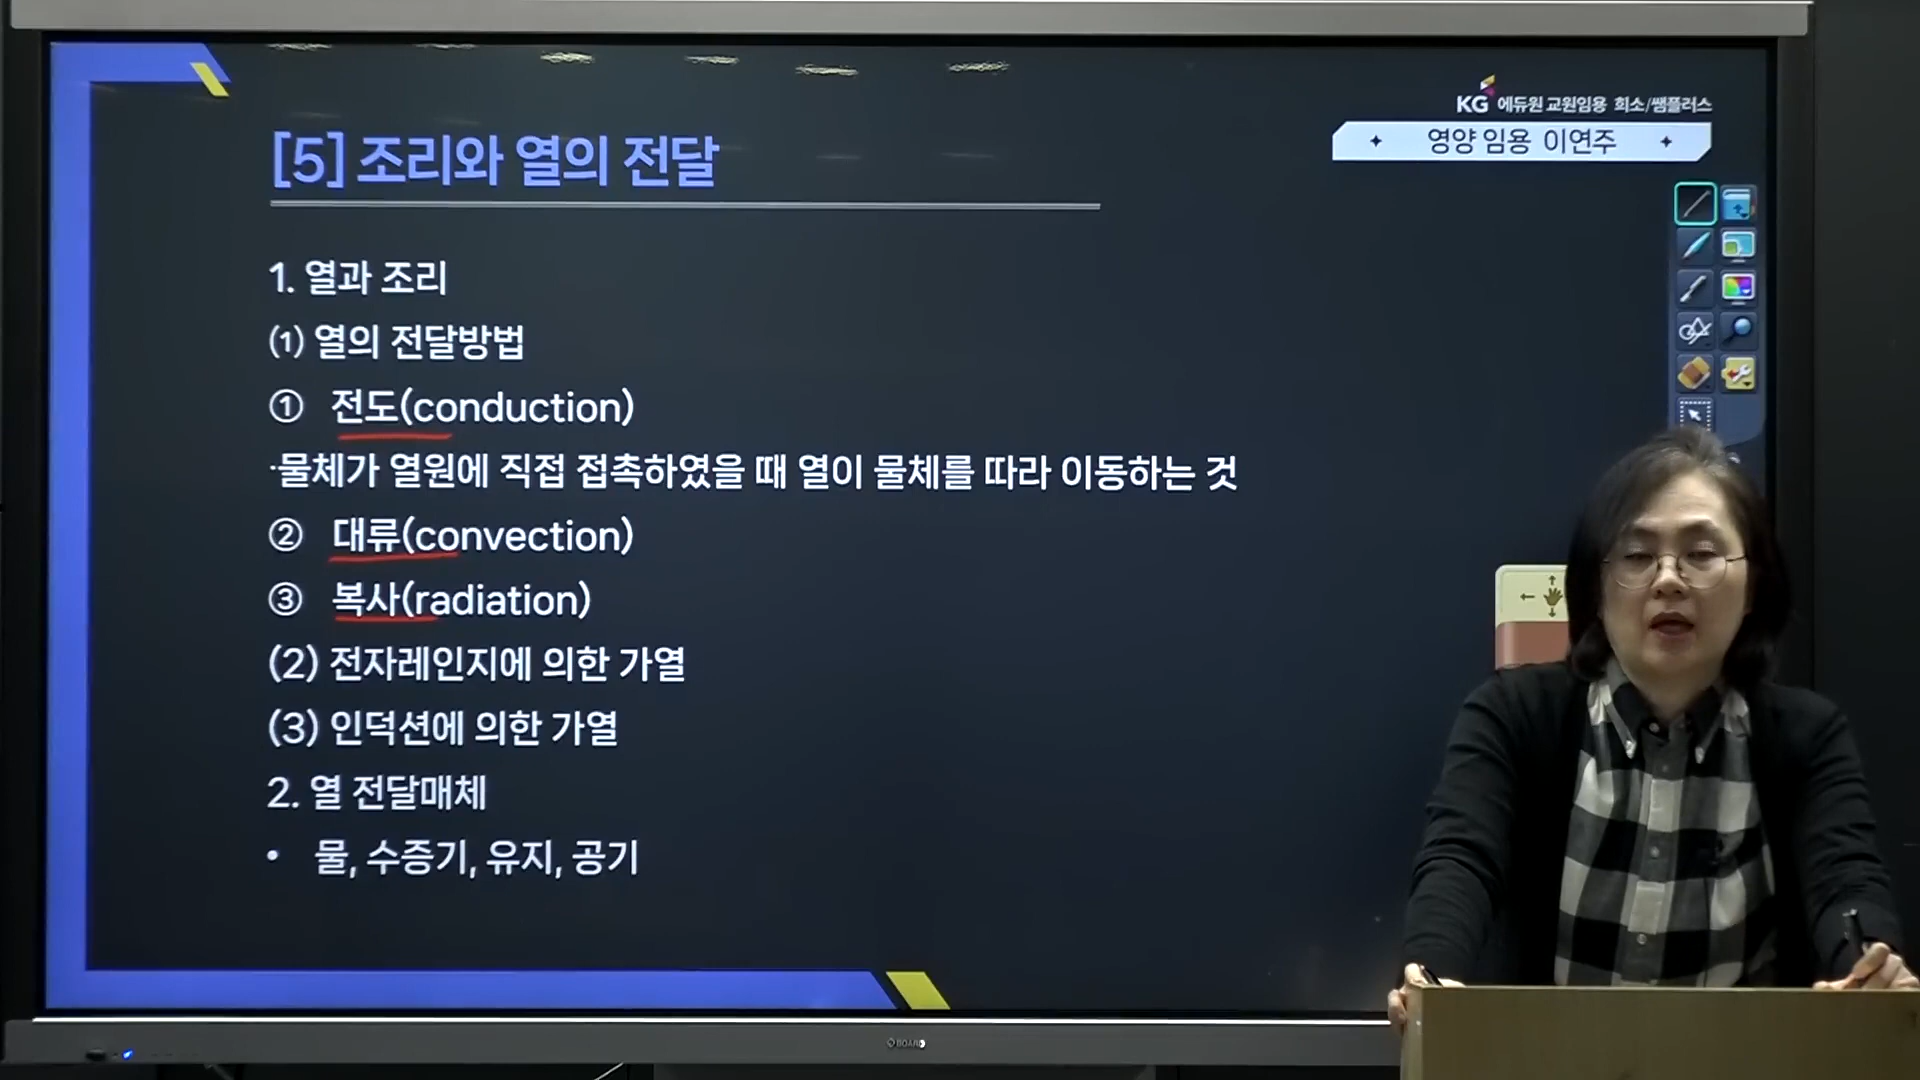 KG 에듀원 교원임용 희소/쌤플러스
영양 임용 이연주
[5] 조리와 열의 전달
1. 열과 조리
(1) 열의 전달방법
① 전도(conduction)
·물체가 열원에 직접 접촉하였을 때 열이 물체를 따라 이동하는 것
② 대류(convection)
③ 복사(radiation)
(2) 전자레인지에 의한 가열
(3) 인덕션에 의한 가열
2. 열 전달매체
• 물, 수증기, 유지, 공기